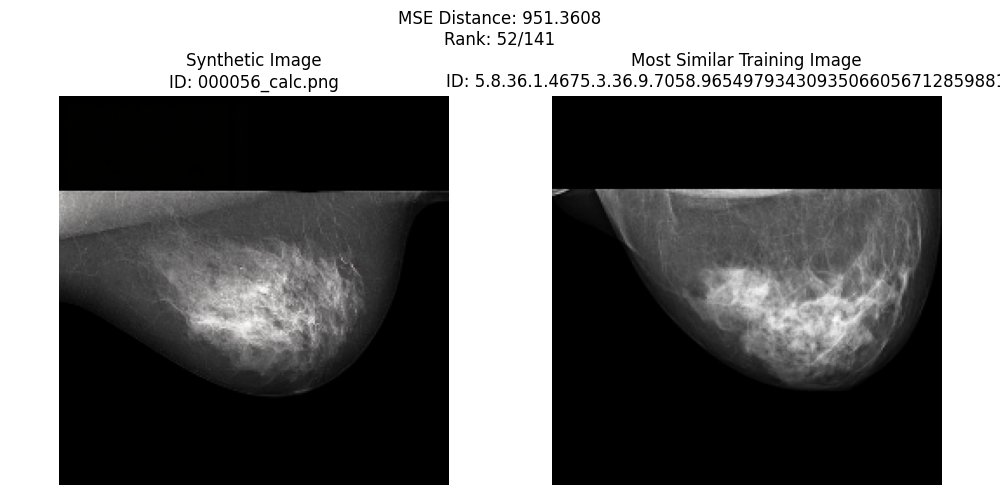 MSE Distance: 951.3608
Rank: 52/141
Synthetic Image
ID: 000056_calc.png
Most Similar Training Image
ID: 5.8.36.1.4675.3.36.9.7058.96549793430935066056712859881